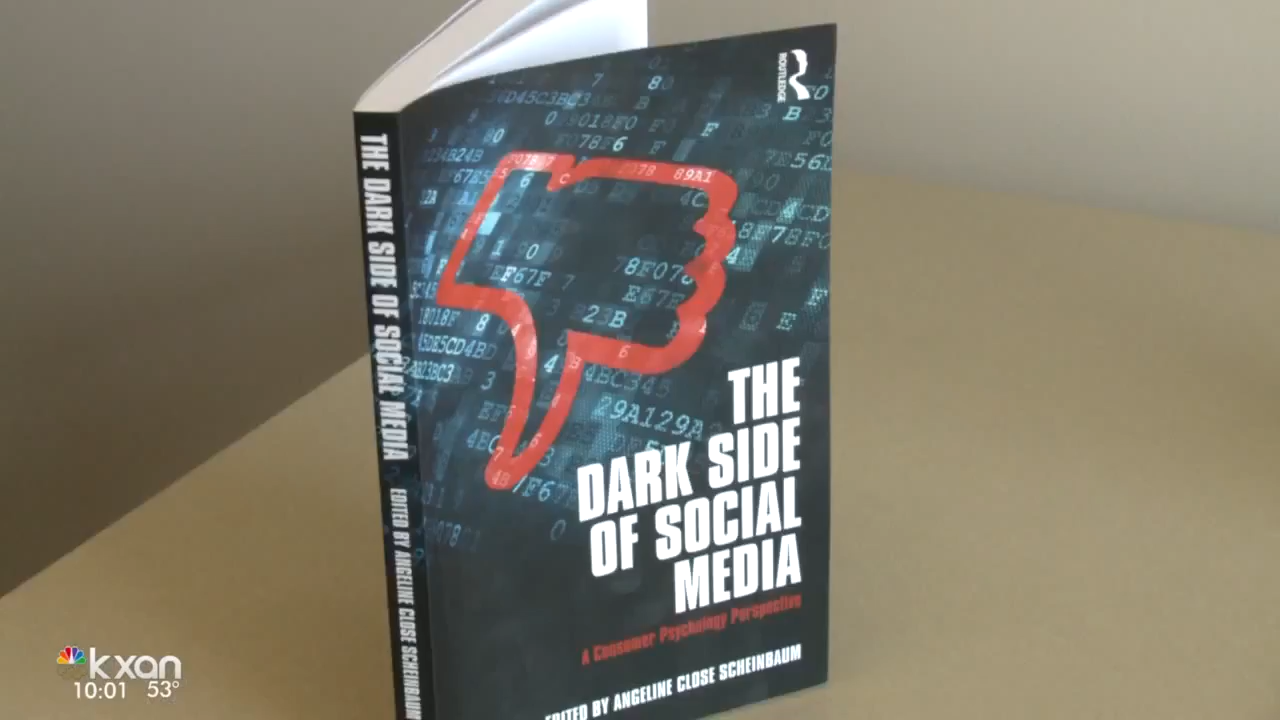 ROUTLEDGE
THE DARK SIDE OF SOCIAL MEDIA EDITED BY ANGELINE CLOSE SCHEINBAUM
THE
DARK SIDE
OF SOCIAL
MEDIA
A Consumer Psychology Perspective
EDITED BY ANGELINE CLOSE SCHEINBAUM
kxan
10:01 53°